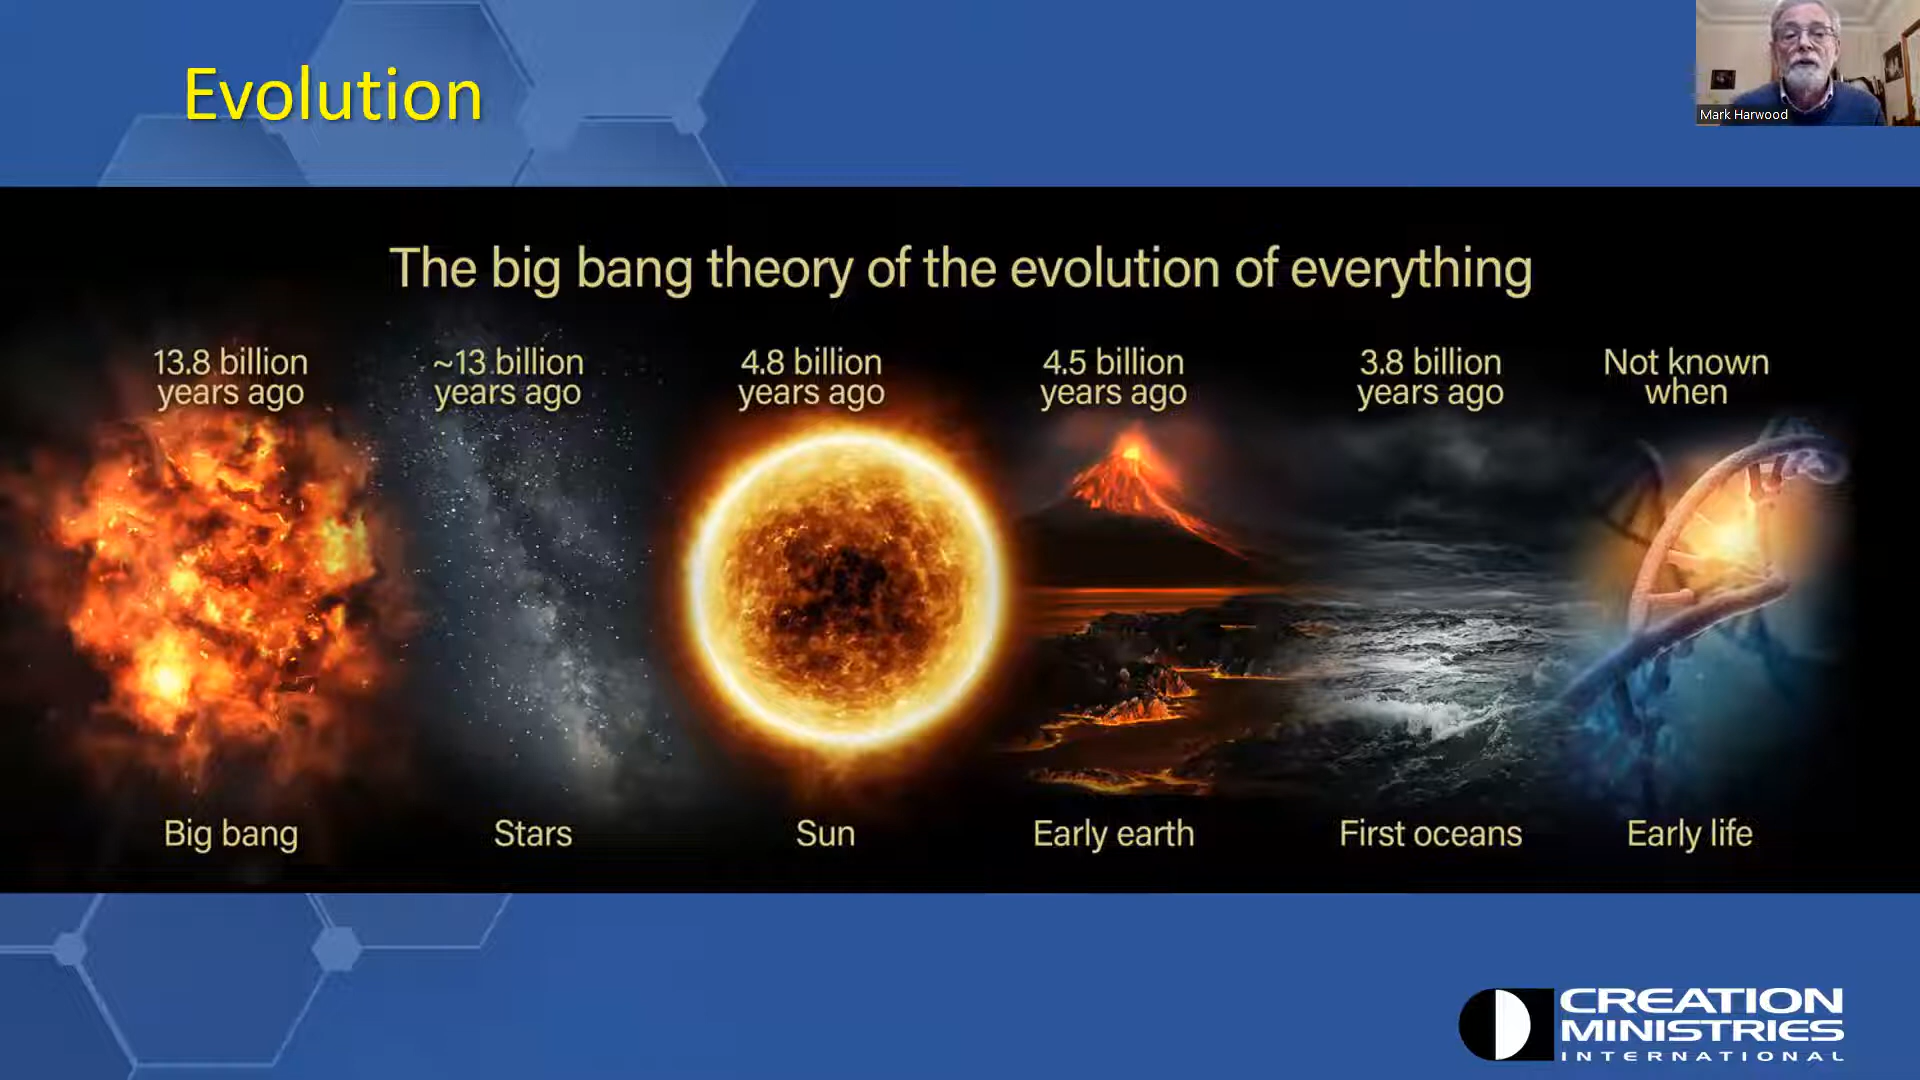 Evolution
Mark Harwood
The big bang theory of the evolution of everything
13.8 billion
years ago
~13 billion
years ago
4.8 billion
years ago
4.5 billion
years ago
3.8 billion
years ago
Not known
when
Big bang
Stars
Sun
Early earth
First oceans
Early life
CREATION
MINISTRIES
INTERNATIONAL